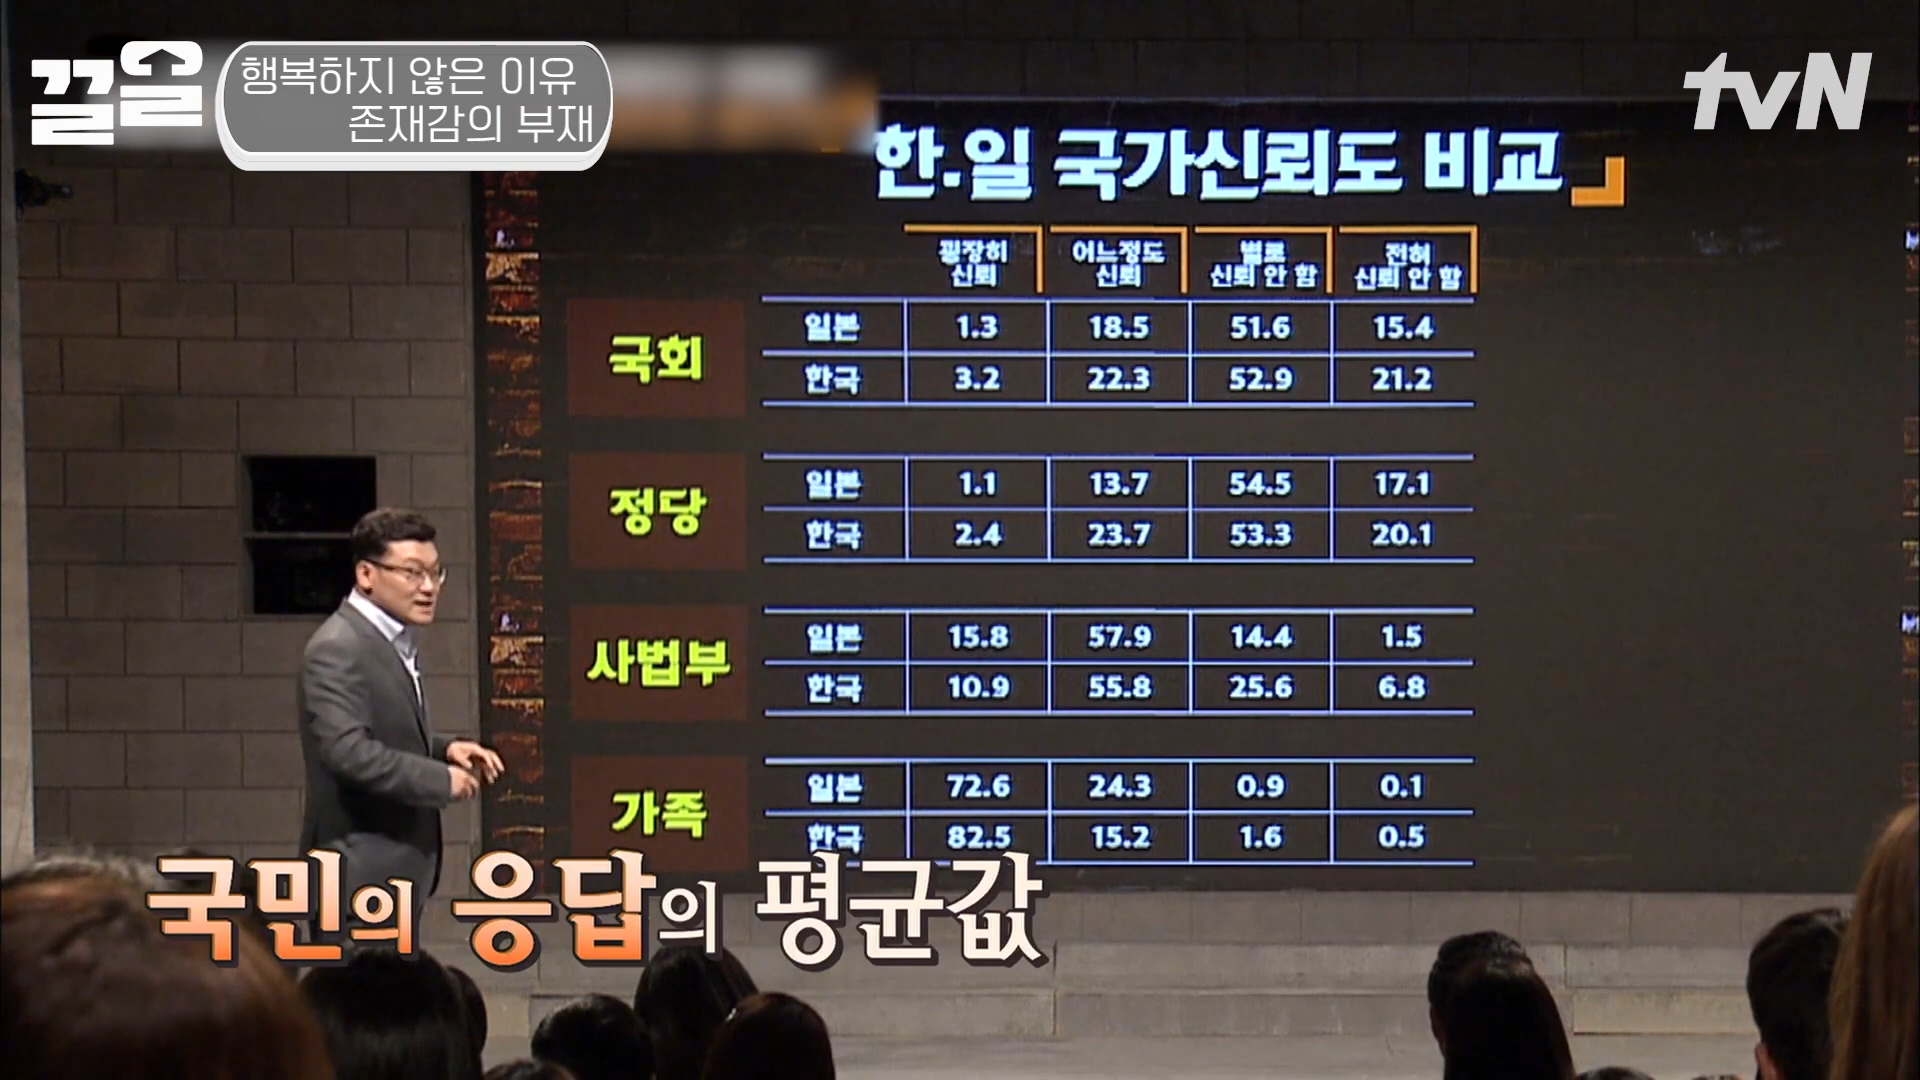 끌올
행복하지 않은 이유
존재감의 부재
tvN
한.일 국가신뢰도 비교
굉장히 신뢰 어느정도 신뢰 별로 신뢰 안 함 전혀 신뢰 안 함
국회
일본 1.3 18.5 51.6 15.4
한국 3.2 22.3 52.9 21.2
정당
일본 1.1 13.7 54.5 17.1
한국 2.4 23.7 53.3 20.1
사법부
일본 15.8 57.9 14.4 1.5
한국 10.9 55.8 25.6 6.8
가족
일본 72.6 24.3 0.9 0.1
한국 82.5 15.2 1.6 0.5
국민의 응답의 평균값